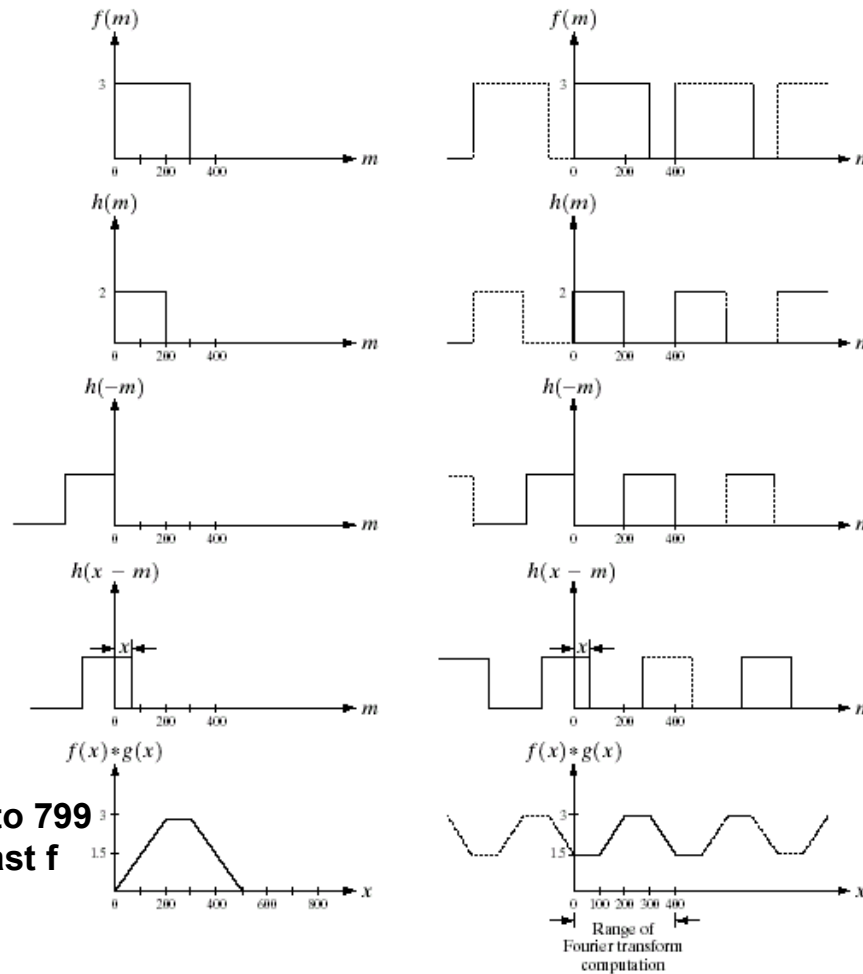 f(m)
3
0 200 400 m
h(m)
2
0 200 400 m
h(−m)
0 200 400 m
h(x − m)
x
0 200 400 m
f(x)∗g(x)
to 799
ast f
3
1.5
0 200 400 600 800 x
f(m)
3
0 200 400
h(m)
2
0 200 400
h(−m)
0 200 400
h(x − m)
x
0 200 400
f(x)∗g(x)
3
1.5
0 100 200 300 400 x
Range of
Fourier transform
computation